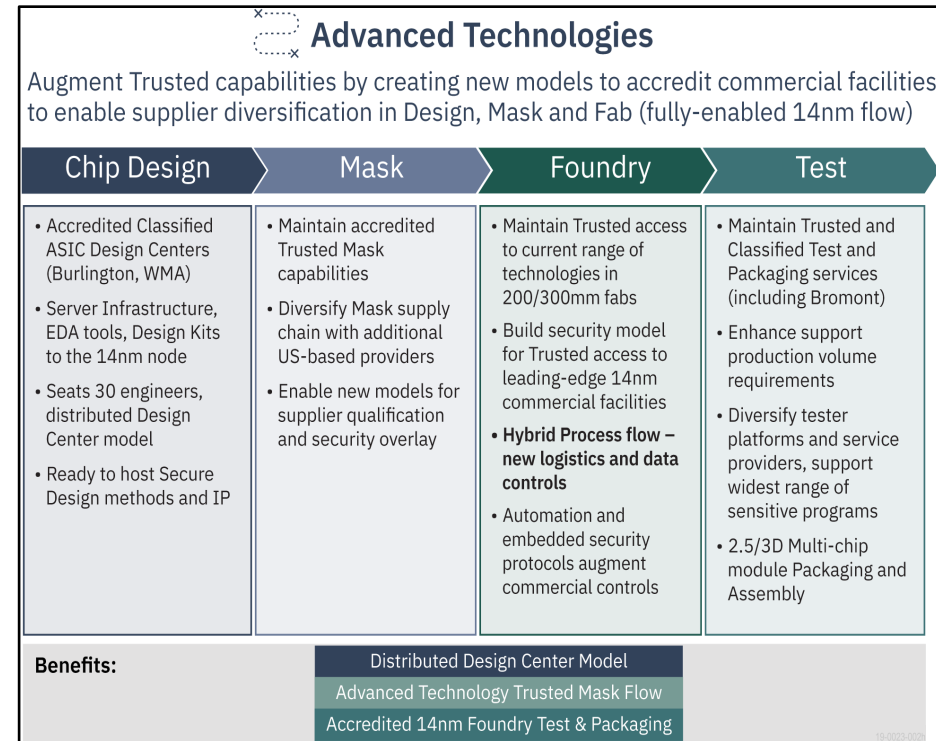 Advanced Technologies
Augment Trusted capabilities by creating new models to accredit commercial facilities
to enable supplier diversification in Design, Mask and Fab (fully-enabled 14nm flow)
Chip Design
Mask
Foundry
Test
• Accredited Classified
ASIC Design Centers
(Burlington, WMA)
• Server Infrastructure,
EDA tools, Design Kits
to the 14nm node
• Seats 30 engineers,
distributed Design
Center model
• Ready to host Secure
Design methods and IP
• Maintain accredited
Trusted Mask
capabilities
• Diversify Mask supply
chain with additional
US-based providers
• Enable new models for
supplier qualification
and security overlay
• Maintain Trusted access
to current range of
technologies in
200/300mm fabs
• Build security model
for Trusted access to
leading-edge 14nm
commercial facilities
• Hybrid Process flow –
new logistics and data
controls
• Automation and
embedded security
protocols augment
commercial controls
• Maintain Trusted and
Classified Test and
Packaging services
(including Bromont)
• Enhance support
production volume
requirements
• Diversify tester
platforms and service
providers, support
widest range of
sensitive programs
• 2.5/3D Multi-chip
module Packaging and
Assembly
Benefits:
Distributed Design Center Model
Advanced Technology Trusted Mask Flow
Accredited 14nm Foundry Test & Packaging